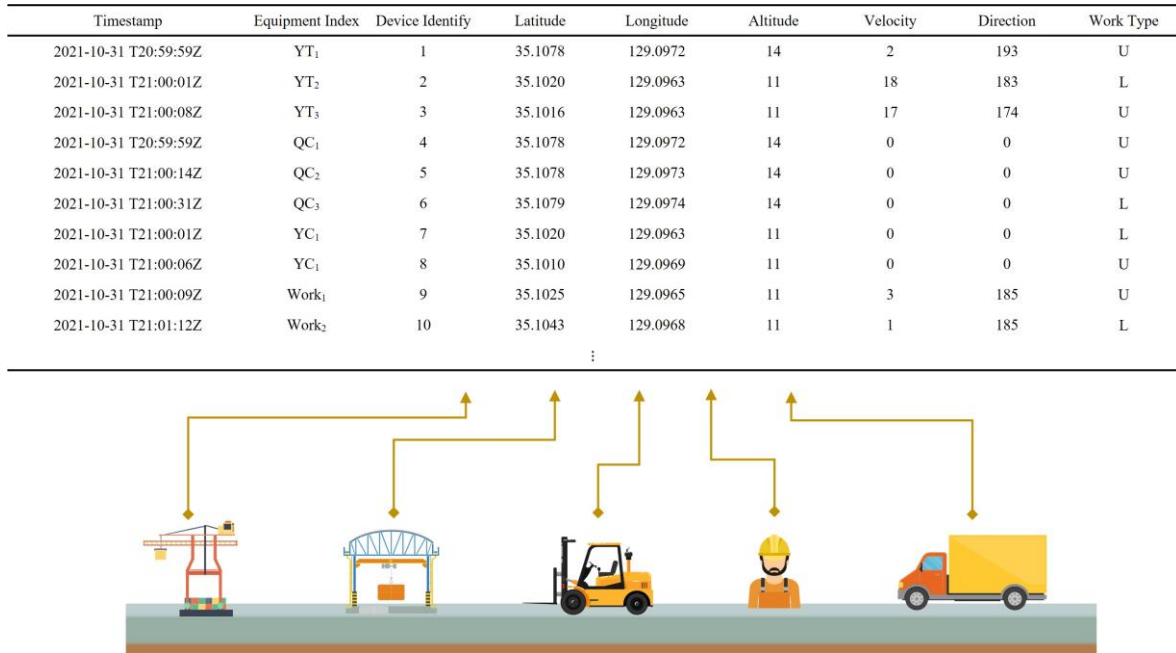 Timestamp Equipment Index Device Identify Latitude Longitude Altitude Velocity Direction Work Type
2021-10-31 T20:59:59Z YT₁ 1 35.1078 129.0972 14 2 193 U
2021-10-31 T21:00:01Z YT₂ 2 35.1020 129.0963 11 18 183 L
2021-10-31 T21:00:08Z YT₃ 3 35.1016 129.0963 11 17 174 U
2021-10-31 T20:59:59Z QC₁ 4 35.1078 129.0972 14 0 0 U
2021-10-31 T21:00:14Z QC₂ 5 35.1078 129.0973 14 0 0 U
2021-10-31 T21:00:31Z QC₃ 6 35.1079 129.0974 14 0 0 L
2021-10-31 T21:00:01Z YC₁ 7 35.1020 129.0963 11 0 0 L
2021-10-31 T21:00:06Z YC₁ 8 35.1010 129.0969 11 0 0 U
2021-10-31 T21:00:09Z Work₁ 9 35.1025 129.0965 11 3 185 U
2021-10-31 T21:01:12Z Work₂ 10 35.1043 129.0968 11 1 185 L
⋮